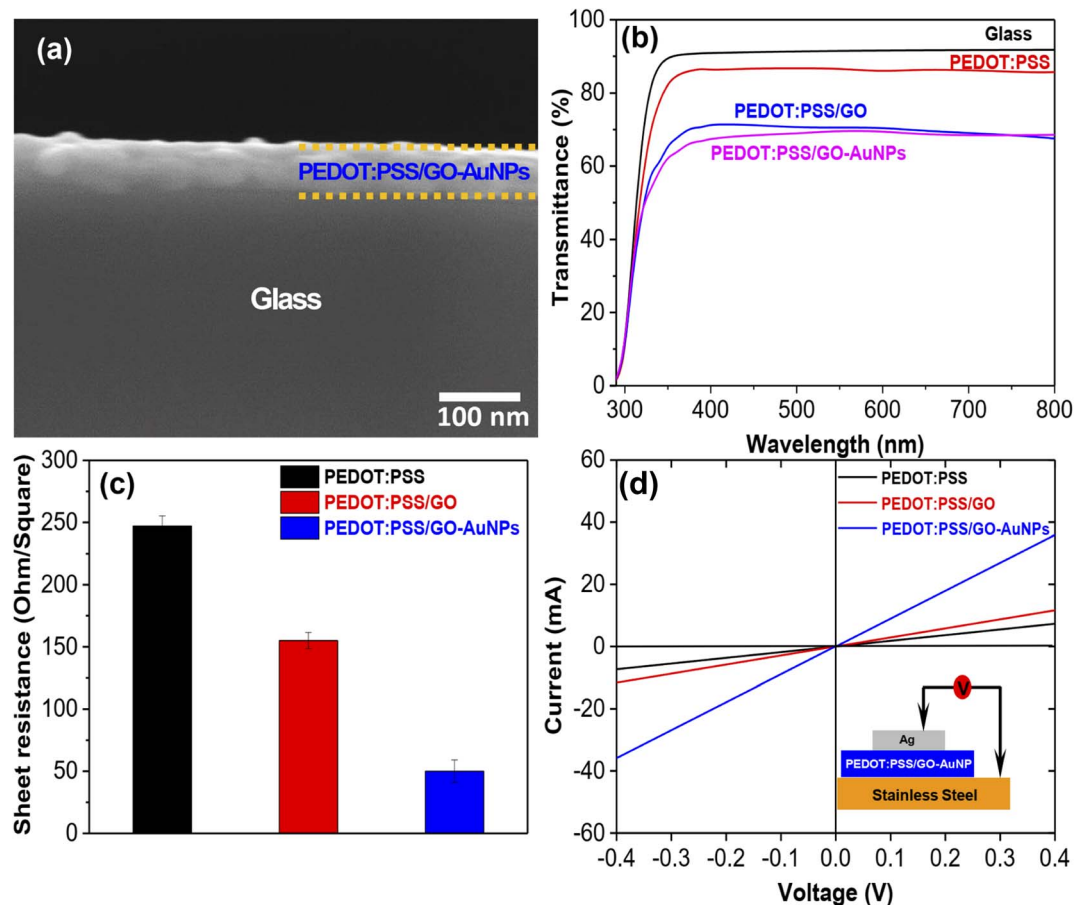 (a)
PEDOT:PSS/GO-AuNPs
Glass
100 nm
(b)
Transmittance (%)
100
80
60
40
20
0
Glass
PEDOT:PSS
PEDOT:PSS/GO
PEDOT:PSS/GO-AuNPs
300 400 500 600 700 800
Wavelength (nm)
(c)
Sheet resistance (Ohm/Square)
300
250
200
150
100
50
0
PEDOT:PSS
PEDOT:PSS/GO
PEDOT:PSS/GO-AuNPs
(d)
Current (mA)
60
40
20
0
-20
-40
-60
PEDOT:PSS
PEDOT:PSS/GO
PEDOT:PSS/GO-AuNPs
V
Ag
PEDOT:PSS/GO-AuNP
Stainless Steel
-0.4 -0.3 -0.2 -0.1 0.0 0.1 0.2 0.3 0.4
Voltage (V)